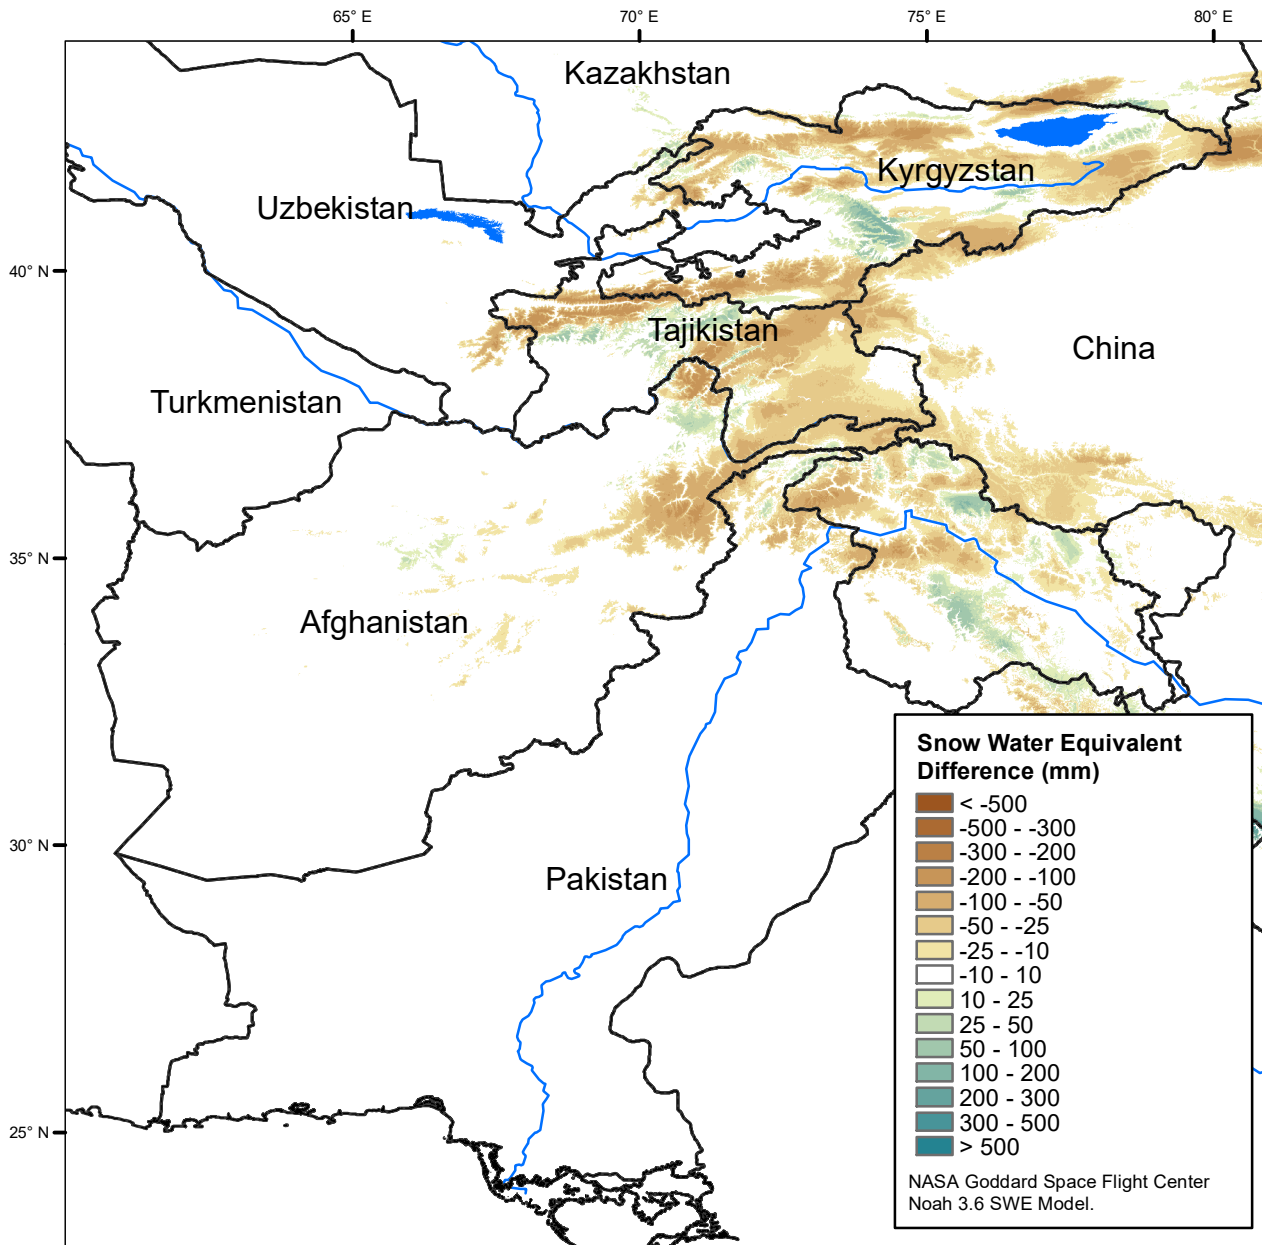 65° E
70° E
75° E
80° E
Kazakhstan
Kyrgyzstan
Uzbekistan
40° N
Tajikistan
China
Turkmenistan
35° N
Afghanistan
Snow Water Equivalent
Difference (mm)
< -500
-500 - -300
-300 - -200
-200 - -100
-100 - -50
-50 - -25
-25 - -10
-10 - 10
10 - 25
25 - 50
50 - 100
100 - 200
200 - 300
300 - 500
> 500
30° N
Pakistan
25° N
NASA Goddard Space Flight Center
Noah 3.6 SWE Model.